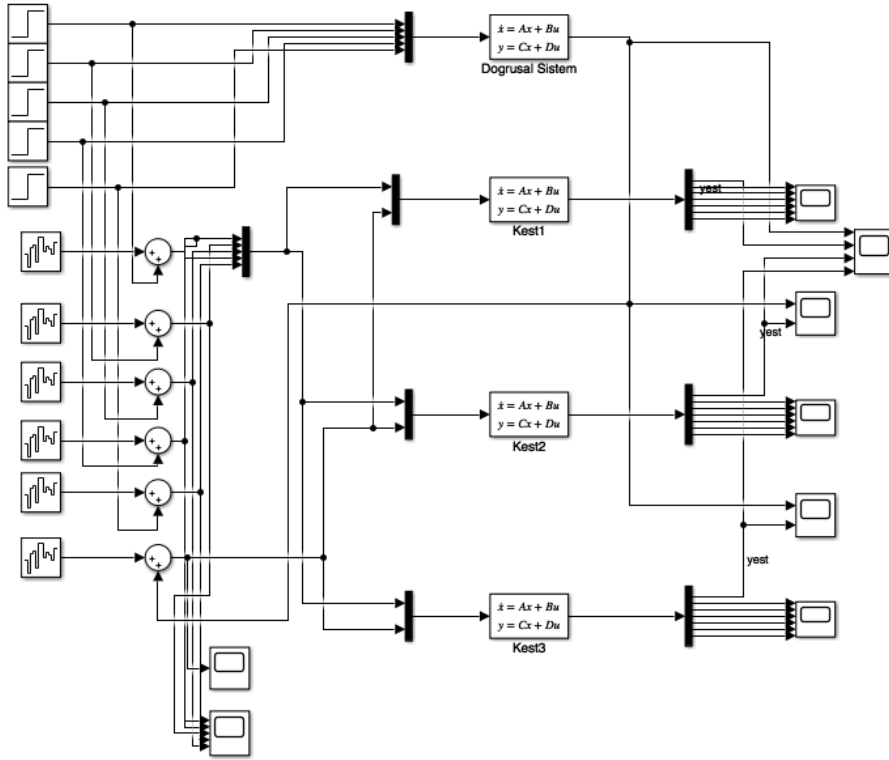 ẋ = Ax + Bu
y = Cx + Du
Dogrusal Sistem
ẋ = Ax + Bu
y = Cx + Du
Kest1
yest
+
+
+
+
yest
+
+
ẋ = Ax + Bu
y = Cx + Du
Kest2
+
+
+
+
+
+
yest
ẋ = Ax + Bu
y = Cx + Du
Kest3